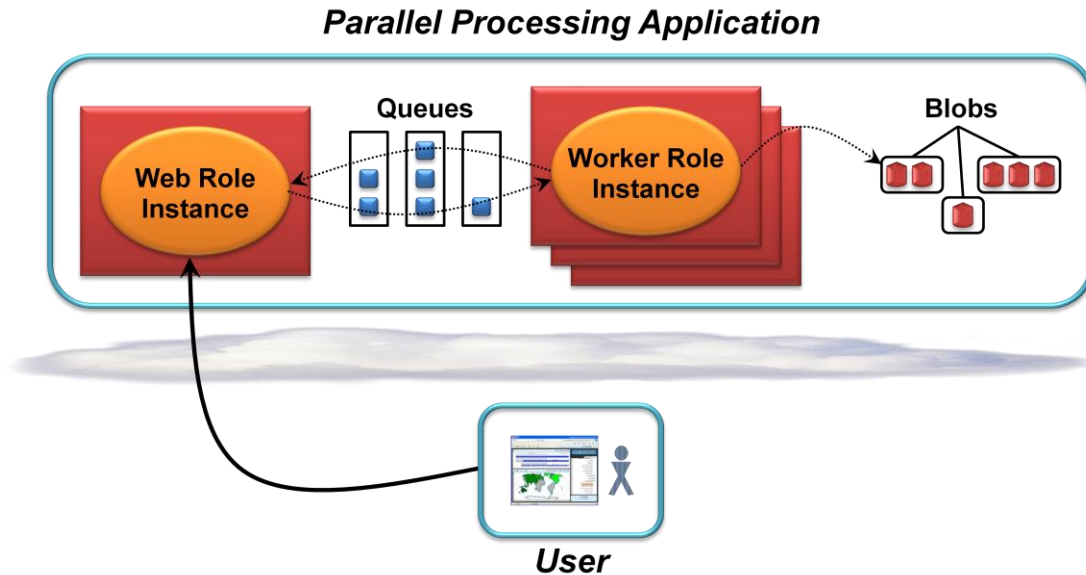 Parallel Processing Application
Queues
Blobs
Web Role
Instance
Worker Role
Instance
User